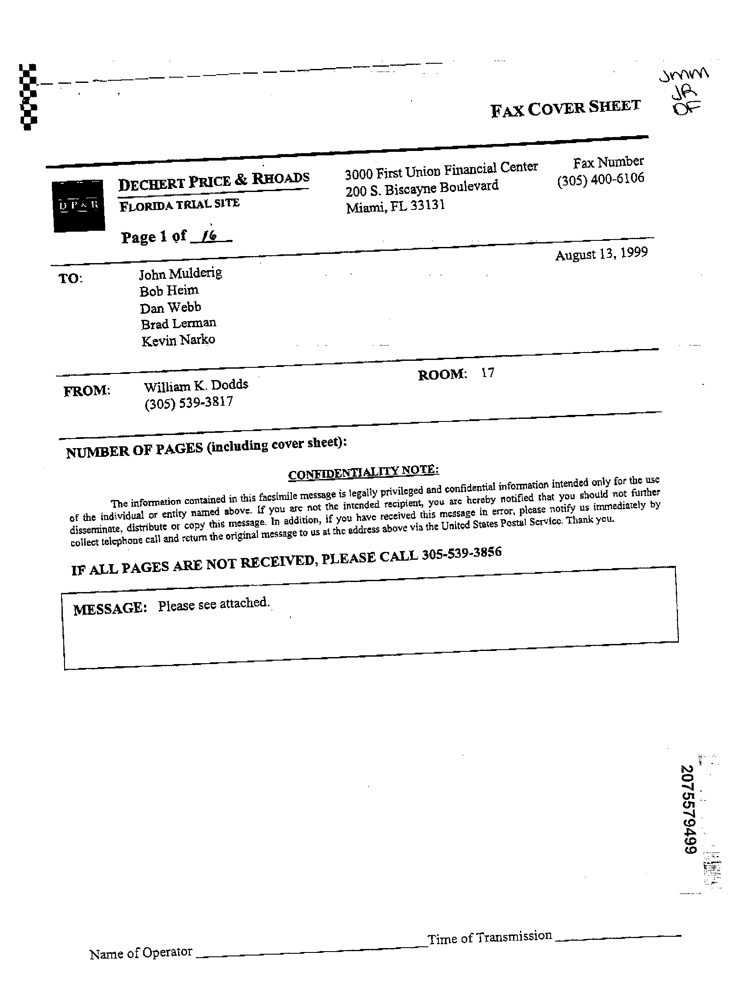 JMM
JR
DF
FAX COVER SHEET
DP&R
DECHERT PRICE & RHOADS
FLORIDA TRIAL SITE
Page 1 of 16
3000 First Union Financial Center
200 S. Biscayne Boulevard
Miami, FL 33131
Fax Number
(305) 400-6106
August 13, 1999
TO:
John Mulderig
Bob Heim
Dan Webb
Brad Lerman
Kevin Narko
FROM:
William K. Dodds
(305) 539-3817
ROOM: 17
NUMBER OF PAGES (including cover sheet):
CONFIDENTIALITY NOTE:
The information contained in this facsimile message is legally privileged and confidential information intended only for the use
of the individual or entity named above. If you are not the intended recipient, you are hereby notified that you should not further
disseminate, distribute or copy this message. In addition, if you have received this message in error, please notify us immediately by
collect telephone call and return the original message to us at the address above via the United States Postal Service. Thank you.
IF ALL PAGES ARE NOT RECEIVED, PLEASE CALL 305-539-3856
MESSAGE: Please see attached.
2075579499
Name of Operator
Time of Transmission